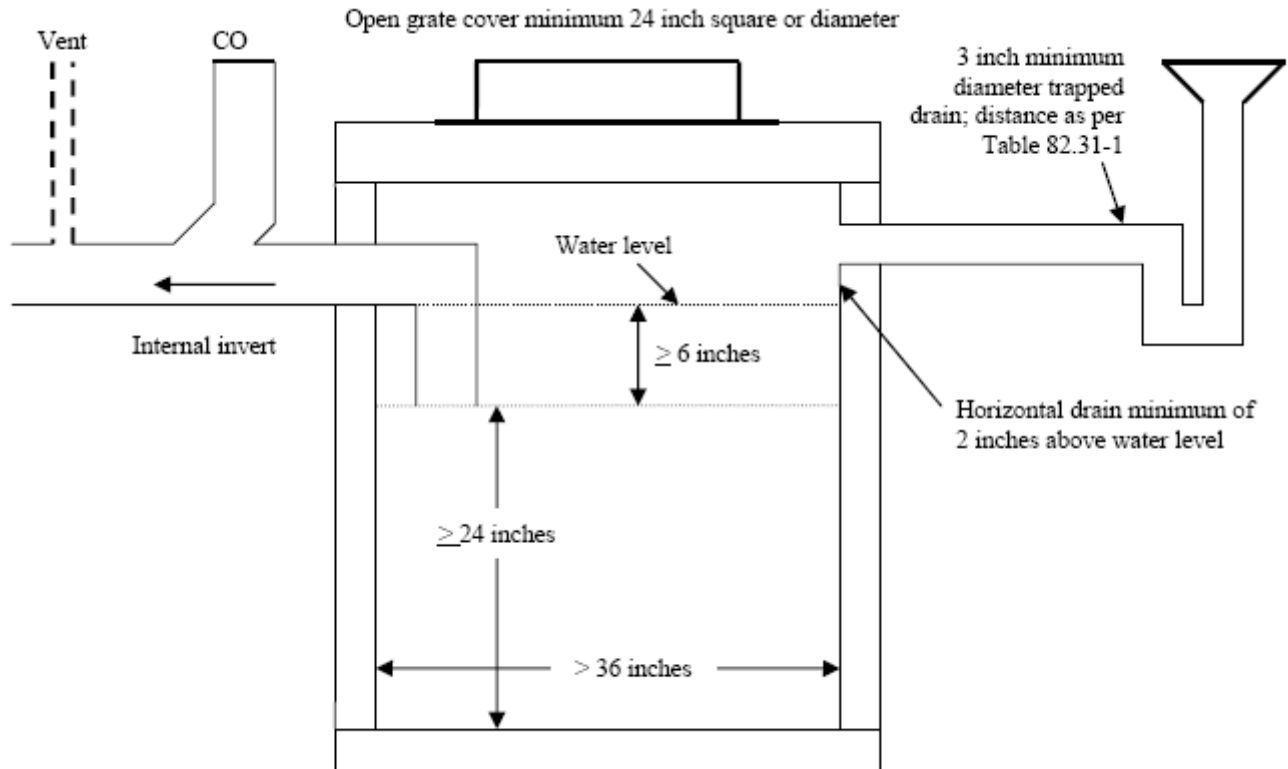 Open grate cover minimum 24 inch square or diameter
Vent
CO
3 inch minimum
diameter trapped
drain; distance as per
Table 82.31-1
Water level
Internal invert
≥ 6 inches
Horizontal drain minimum of
2 inches above water level
≥ 24 inches
> 36 inches